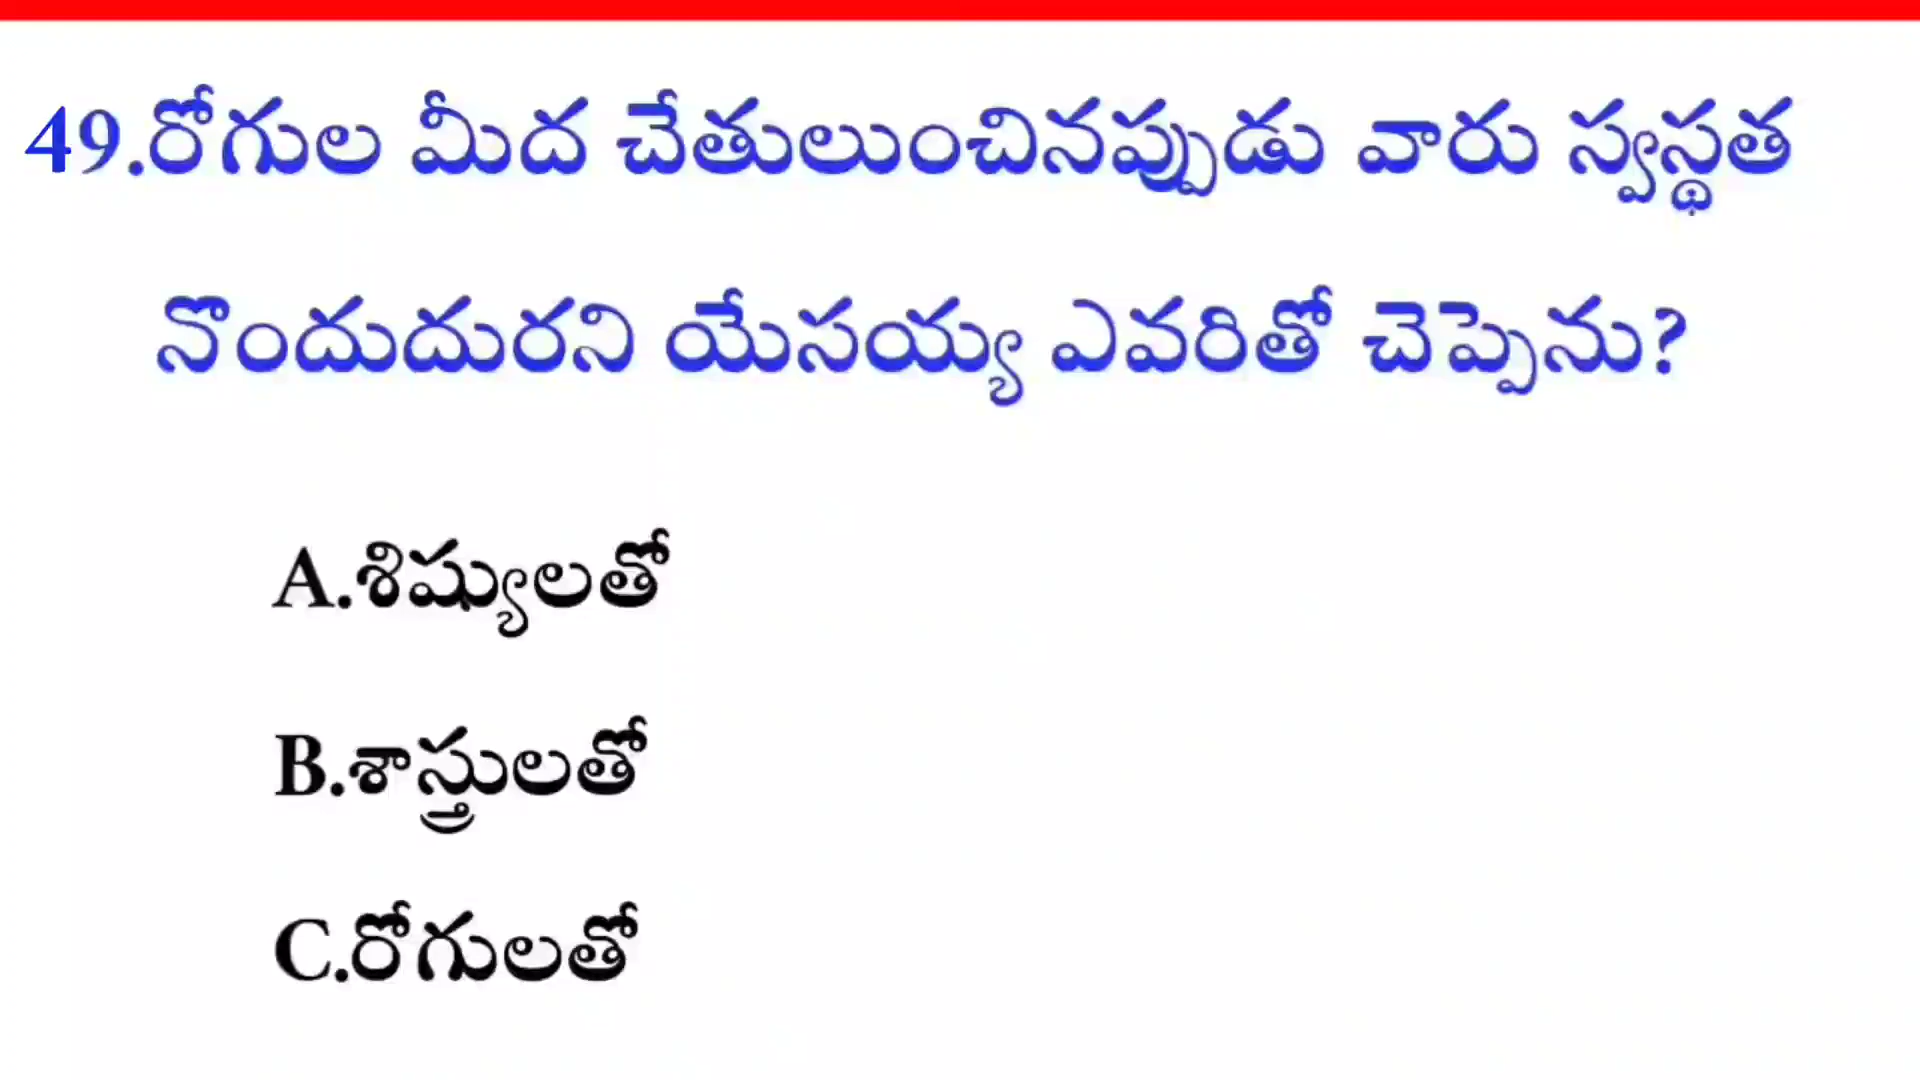 49.రోగుల మీద చేతులుంచినప్పుడు వారు స్వస్థత
నొందుదురని యేసయ్య ఎవరితో చెప్పెను?
A.శిష్యులతో
B.శాస్త్రులతో
C.రోగులతో